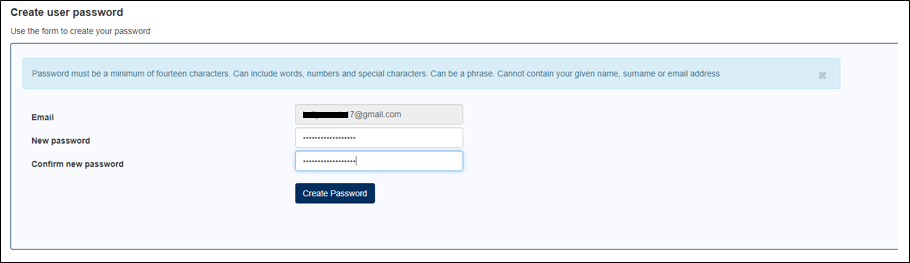 Create user password
Use the form to create your password
Password must be a minimum of fourteen characters. Can include words, numbers and special characters. Can be a phrase. Cannot contain your given name, surname or email address
Email
7@gmail.com
New password
Confirm new password
Create Password